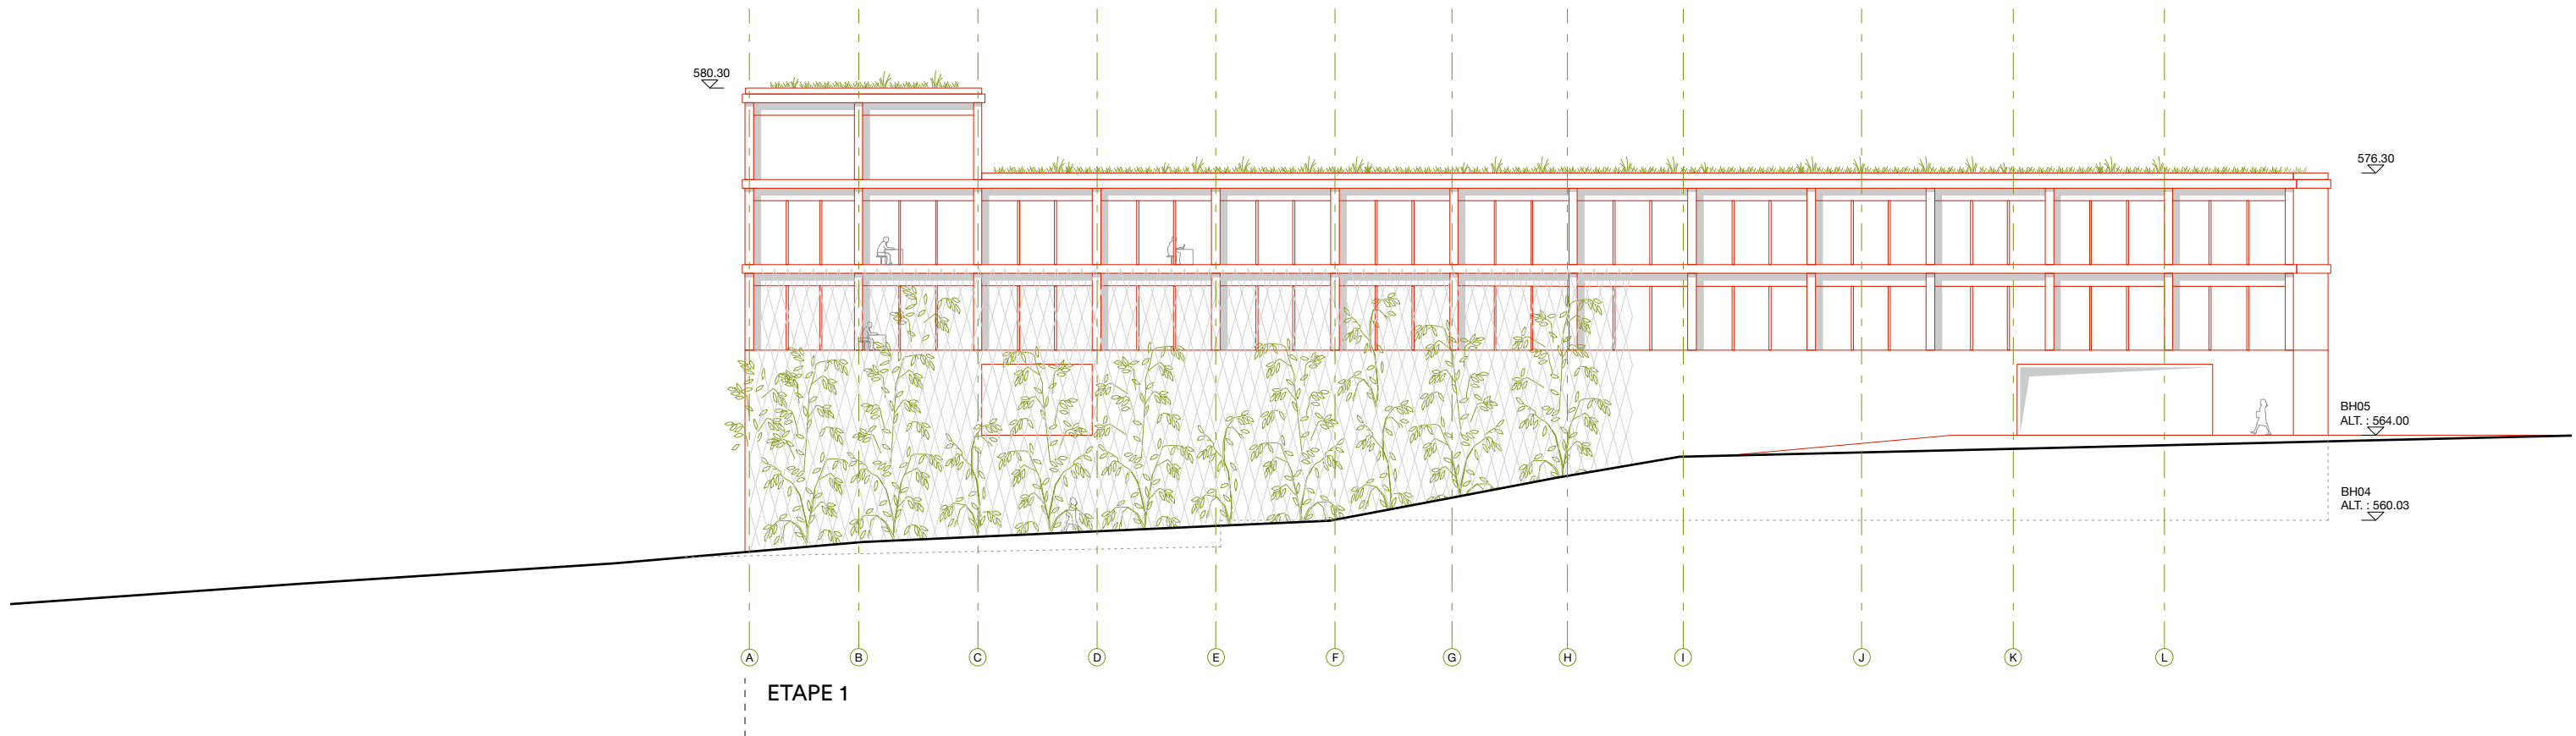 580.30
576.30
BH05
ALT. : 564.00
BH04
ALT. : 560.03
A B C D E F G H I J K L
ETAPE 1